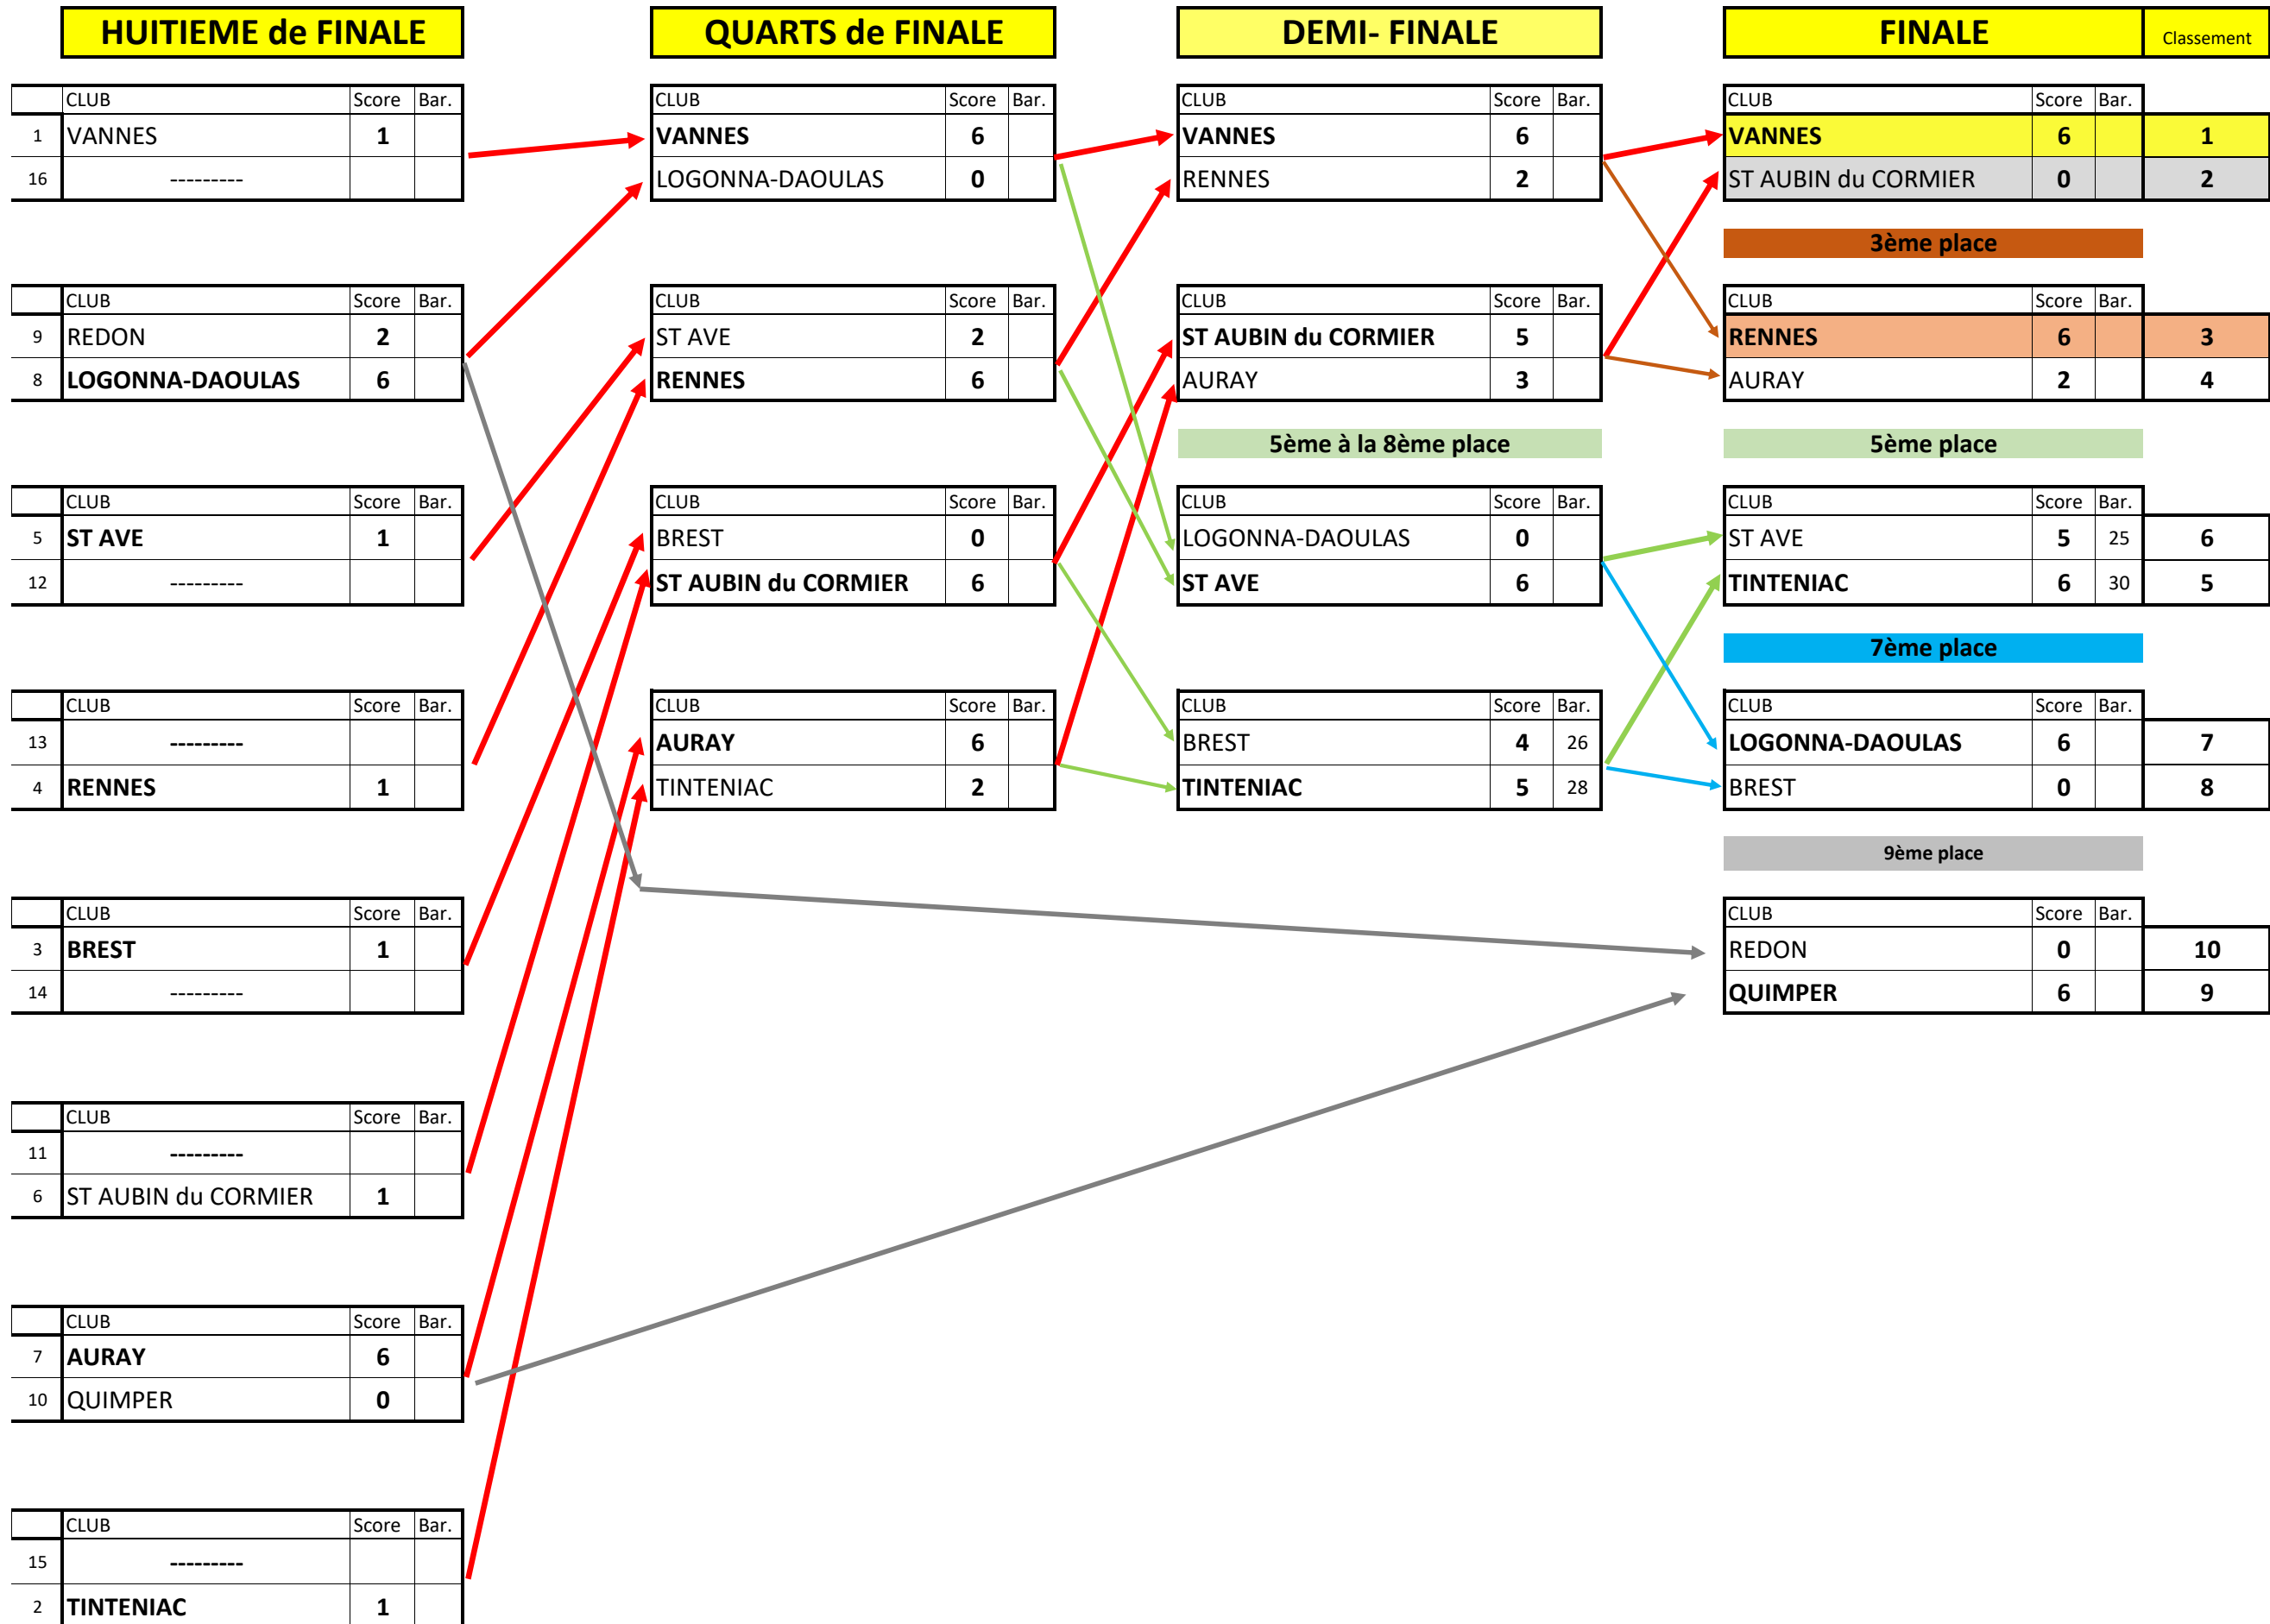 HUITIEME de FINALE QUARTS de FINALE DEMI- FINALE FINALE Classement
CLUB Score Bar. CLUB Score Bar. CLUB Score Bar. CLUB Score Bar.
1 VANNES 1 VANNES 6 VANNES 6 VANNES 6 1
16 --------- LOGONNA-DAOULAS 0 RENNES 2 ST AUBIN du CORMIER 0 2
3ème place
CLUB Score Bar. CLUB Score Bar. CLUB Score Bar. CLUB Score Bar.
9 REDON 2 ST AVE 2 ST AUBIN du CORMIER 5 RENNES 6 3
8 LOGONNA-DAOULAS 6 RENNES 6 AURAY 3 AURAY 2 4
5ème à la 8ème place 5ème place
CLUB Score Bar. CLUB Score Bar. CLUB Score Bar. CLUB Score Bar.
5 ST AVE 1 BREST 0 LOGONNA-DAOULAS 0 ST AVE 5 25 6
12 --------- ST AUBIN du CORMIER 6 ST AVE 6 TINTENIAC 6 30 5
7ème place
CLUB Score Bar. CLUB Score Bar. CLUB Score Bar. CLUB Score Bar.
13 --------- AURAY 6 BREST 4 26 LOGONNA-DAOULAS 6 7
4 RENNES 1 TINTENIAC 2 TINTENIAC 5 28 BREST 0 8
9ème place
CLUB Score Bar. CLUB Score Bar.
3 BREST 1 REDON 0 10
14 --------- QUIMPER 6 9
CLUB Score Bar.
11 ---------
6 ST AUBIN du CORMIER 1
CLUB Score Bar.
7 AURAY 6
10 QUIMPER 0
CLUB Score Bar.
15 ---------
2 TINTENIAC 1